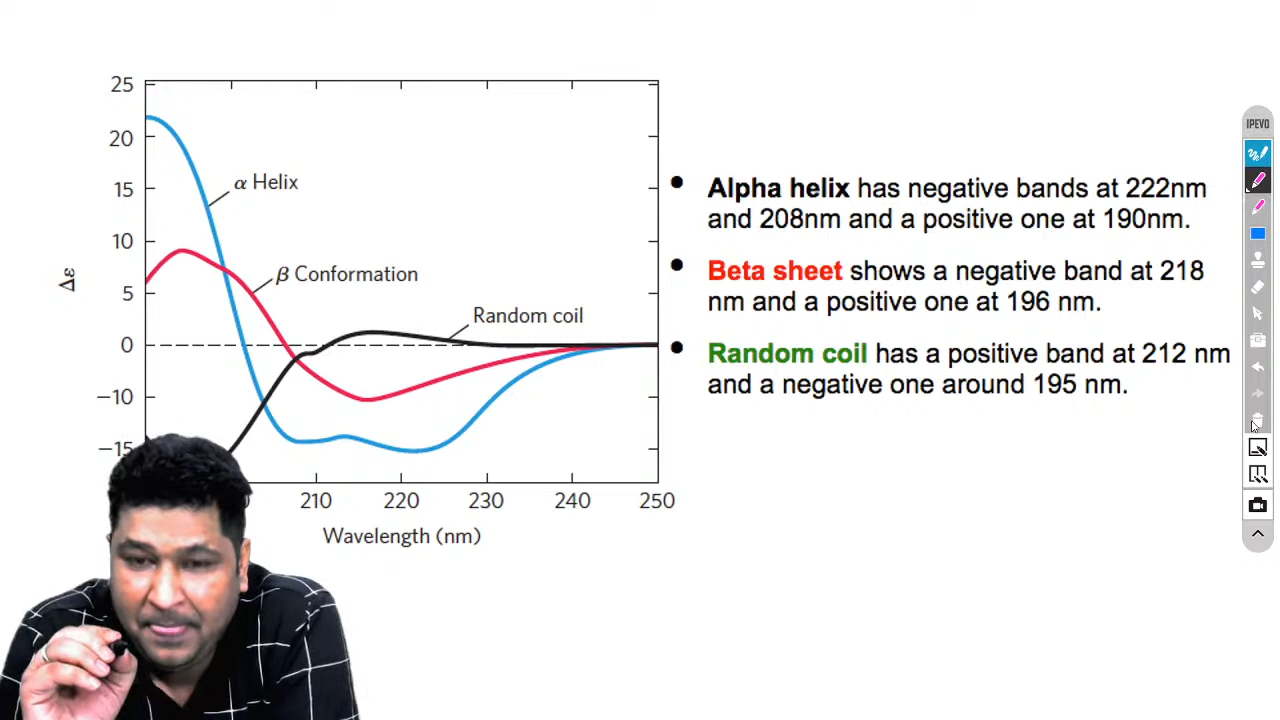 25
20
15
10
5
0
−10
−15
Δε
α Helix
β Conformation
Random coil
210 220 230 240 250
Wavelength (nm)
• Alpha helix has negative bands at 222nm
and 208nm and a positive one at 190nm.
• Beta sheet shows a negative band at 218
nm and a positive one at 196 nm.
• Random coil has a positive band at 212 nm
and a negative one around 195 nm.
IPEVO